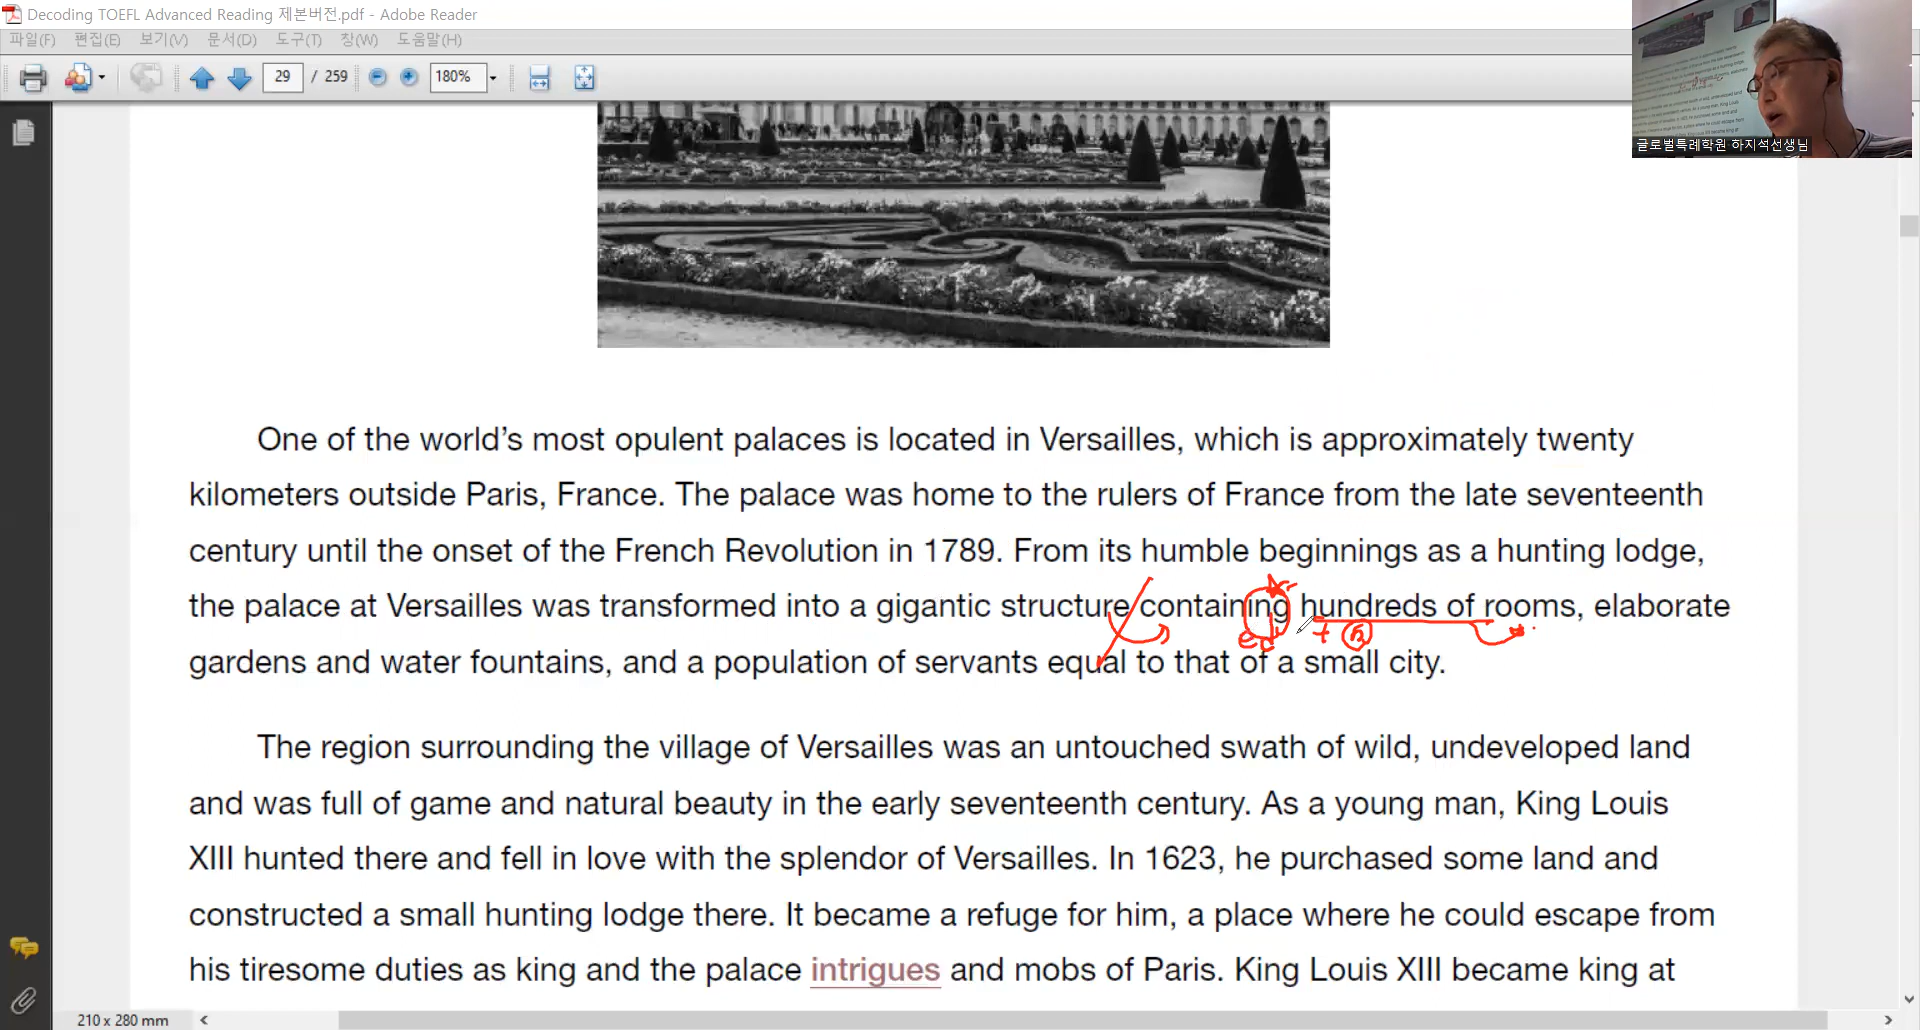 Decoding TOEFL Advanced Reading 제본버전.pdf - Adobe Reader
파일(F) 편집(E) 보기(V) 문서(D) 도구(T) 창(W) 도움말(H)
29 / 259 180%
글로벌특례학원 하지석선생님
One of the world’s most opulent palaces is located in Versailles, which is approximately twenty
kilometers outside Paris, France. The palace was home to the rulers of France from the late seventeenth
century until the onset of the French Revolution in 1789. From its humble beginnings as a hunting lodge,
the palace at Versailles was transformed into a gigantic structure containing hundreds of rooms, elaborate
ed
gardens and water fountains, and a population of servants equal to that of a small city.
The region surrounding the village of Versailles was an untouched swath of wild, undeveloped land
and was full of game and natural beauty in the early seventeenth century. As a young man, King Louis
XIII hunted there and fell in love with the splendor of Versailles. In 1623, he purchased some land and
constructed a small hunting lodge there. It became a refuge for him, a place where he could escape from
his tiresome duties as king and the palace intrigues and mobs of Paris. King Louis XIII became king at
210 x 280 mm